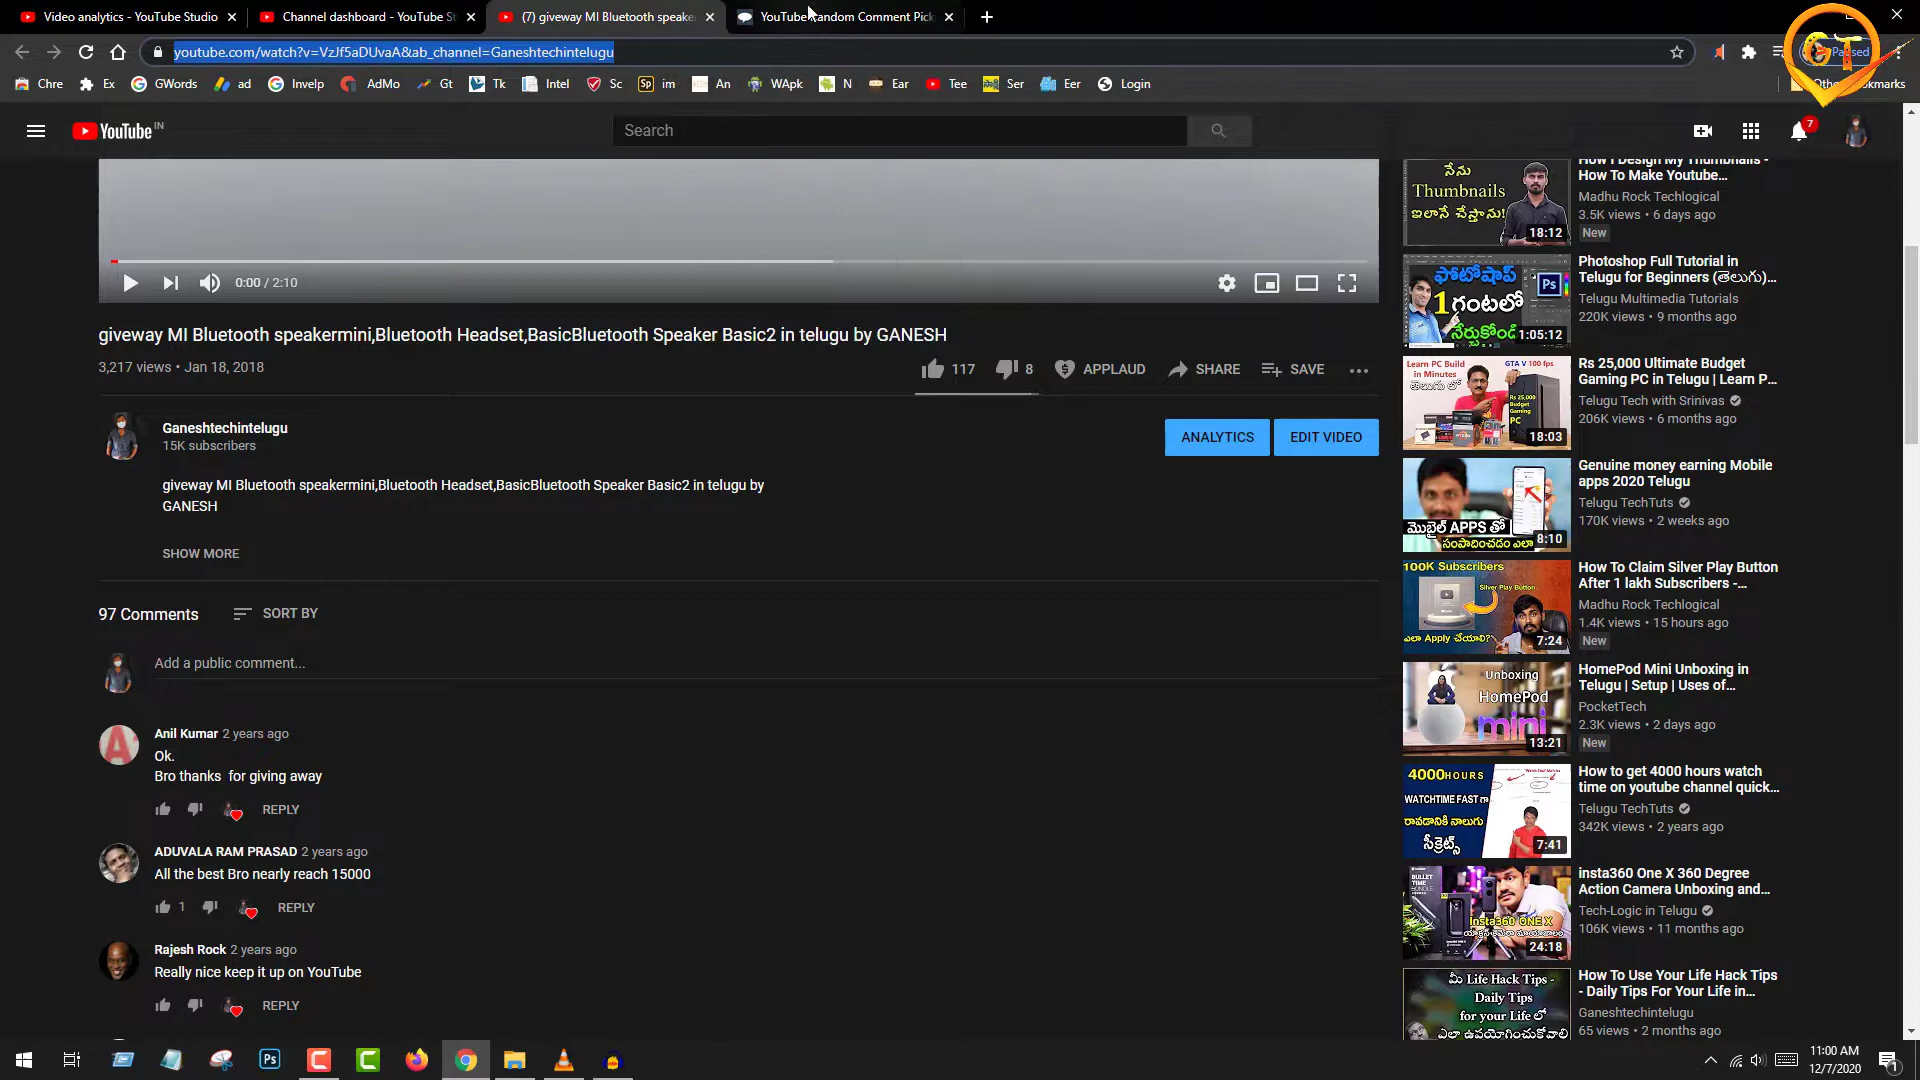 Video analytics - YouTube Studio
Channel dashboard - YouTube St
(7) giveway MI Bluetooth speake
YouTube Random Comment Pick
youtube.com/watch?v=VzJf5aDUvaA&ab_channel=Ganeshtechintelugu
Paused
Chre
Ex
GWords
ad
Invelp
AdMo
Gt
Tk
Intel
Sc
im
An
WApk
N
Ear
Tee
Ser
Eer
Login
Other bookmarks
GT
YouTube IN
Search
7
0:00 / 2:10
giveway MI Bluetooth speakermini,Bluetooth Headset,BasicBluetooth Speaker Basic2 in telugu by GANESH
3,217 views • Jan 18, 2018
117
8
APPLAUD
SHARE
SAVE
Ganeshtechintelugu
15K subscribers
ANALYTICS
EDIT VIDEO
giveway MI Bluetooth speakermini,Bluetooth Headset,BasicBluetooth Speaker Basic2 in telugu by
GANESH
SHOW MORE
97 Comments
SORT BY
Add a public comment...
Anil Kumar 2 years ago
Ok.
Bro thanks for giving away
REPLY
ADUVALA RAM PRASAD 2 years ago
All the best Bro nearly reach 15000
1
REPLY
Rajesh Rock 2 years ago
Really nice keep it up on YouTube
REPLY
నేను
Thumbnails
ఇలానే చేస్తాను!
18:12
How I Design My Thumbnails -
How To Make Youtube...
Madhu Rock Techlogical
3.5K views • 6 days ago
New
ఫోటోషాప్
Ps
1 గంటలో
నేర్చుకోండి
1:05:12
Photoshop Full Tutorial in
Telugu for Beginners (తెలుగు)...
Telugu Multimedia Tutorials
220K views • 9 months ago
Learn PC Build
in Minutes
తెలుగు లో
GTA V 100 fps
Rs 25,000
Budget
Gaming
PC
18:03
Rs 25,000 Ultimate Budget
Gaming PC in Telugu | Learn P...
Telugu Tech with Srinivas
206K views • 6 months ago
మొబైల్ APPS తో
సంపాదించడం ఎలా
8:10
Genuine money earning Mobile
apps 2020 Telugu
Telugu TechTuts
170K views • 2 weeks ago
100K Subscribers
Silver Play Button
ఎలా Apply చేయాలి?
7:24
How To Claim Silver Play Button
After 1 lakh Subscribers -...
Madhu Rock Techlogical
1.4K views • 15 hours ago
New
Unboxing
HomePod
mini
13:21
HomePod Mini Unboxing in
Telugu | Setup | Uses of...
PocketTech
2.3K views • 2 days ago
New
4000HOURS
WATCHTIME FAST గా
రావడానికి నాలుగు
సీక్రెట్స్
7:41
How to get 4000 hours watch
time on youtube channel quick...
Telugu TechTuts
342K views • 2 years ago
BULLET
TIME
BUNDLE
Insta360 ONE X
24:18
insta360 One X 360 Degree
Action Camera Unboxing and...
Tech-Logic in Telugu
106K views • 11 months ago
మీ Life Hack Tips -
Daily Tips
for your Life లో
ఎలా ఉపయోగించుకోవాలి
How To Use Your Life Hack Tips
- Daily Tips For Your Life in...
Ganeshtechintelugu
65 views • 2 months ago
Ps
11:00 AM
12/7/2020
1